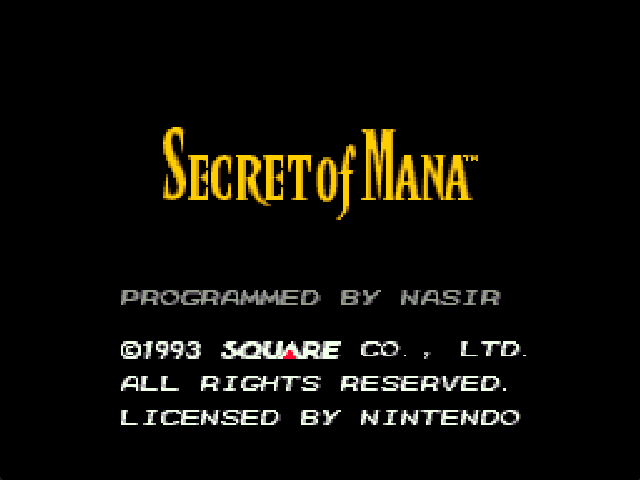 SECRET of MANA™
PROGRAMMED BY NASIR
©1993 SQUARE CO., LTD.
ALL RIGHTS RESERVED.
LICENSED BY NINTENDO